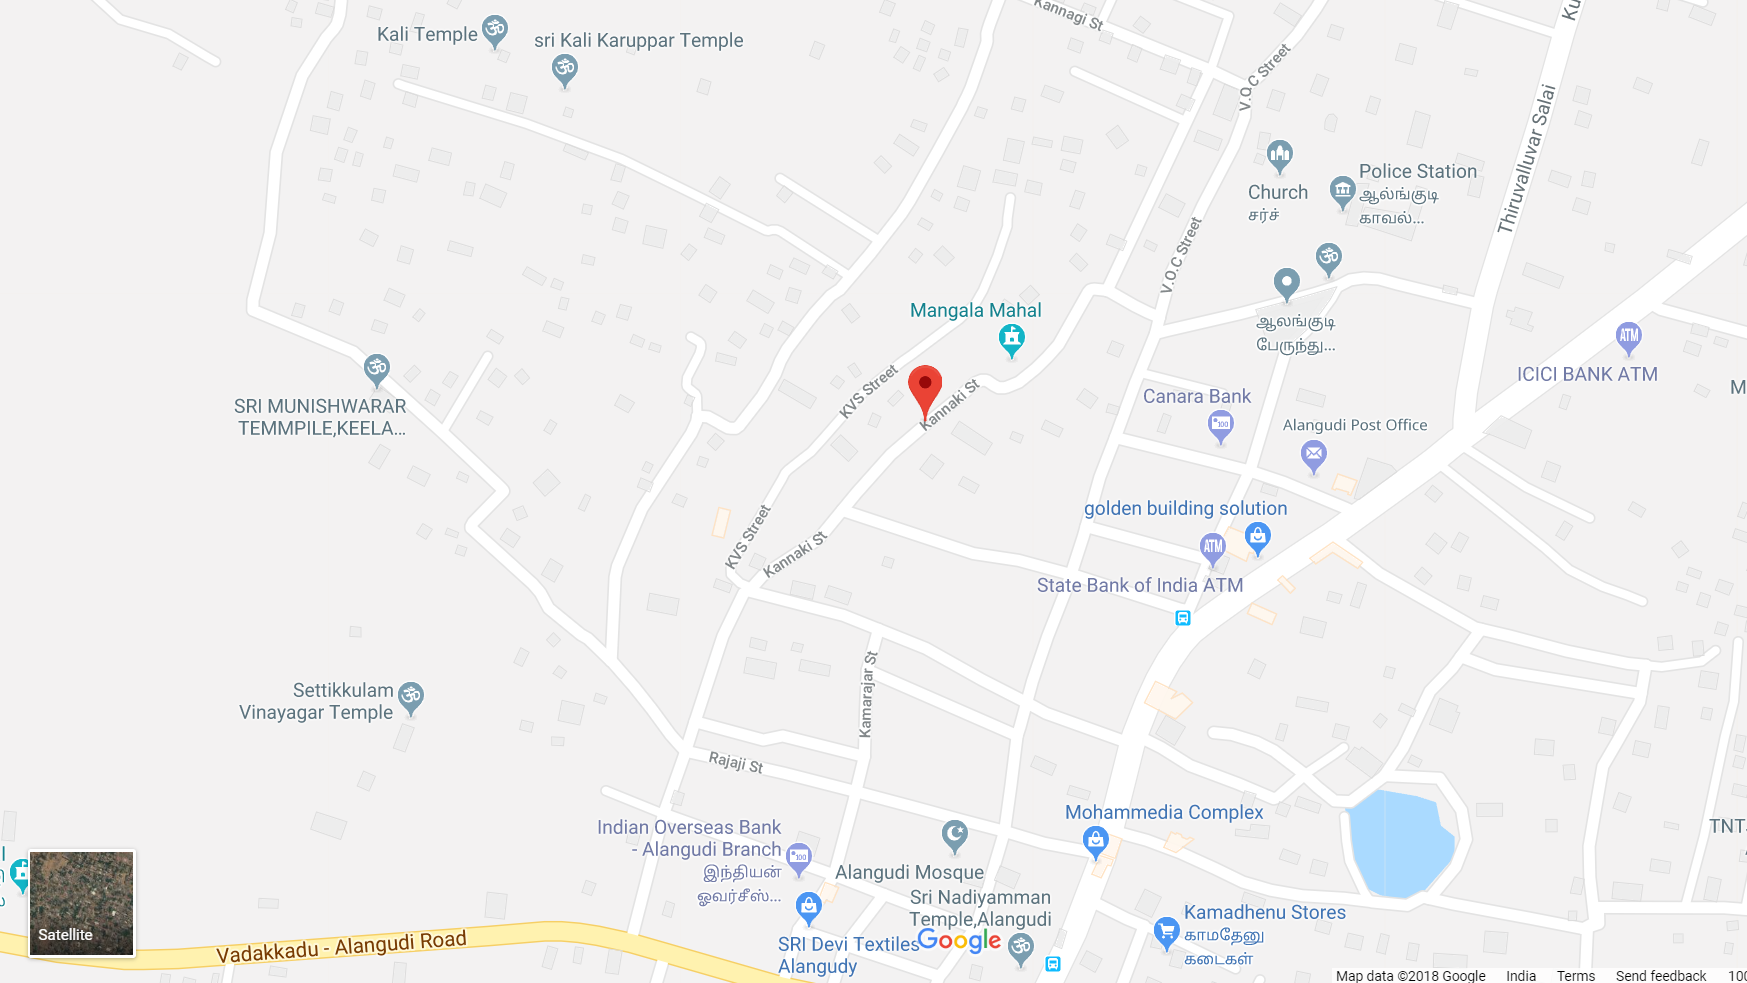 Kannagi St
Ku
Kali Temple
sri Kali Karuppar Temple
V.O.C Street
Thiruvalluvar Salai
Police Station
ஆலங்குடி
காவல்...
Church
சர்ச்
V.O.C Street
Mangala Mahal
ஆலங்குடி
பேருந்து...
ATM
ICICI BANK ATM
M
KVS Street
Kannaki St
SRI MUNISHWARAR
TEMMPILE,KEELA...
Canara Bank
100
Alangudi Post Office
golden building solution
ATM
State Bank of India ATM
KVS Street
Kannaki St
Settikkulam
Vinayagar Temple
Kamarajar St
Rajaji St
Mohammedia Complex
TNT-
Indian Overseas Bank
- Alangudi Branch
இந்தியன்
ஓவர்சீஸ்...
100
Alangudi Mosque
Sri Nadiyamman
Temple,Alangudi
Kamadhenu Stores
காமதேனு
கடைகள்
SRI Devi Textiles
Alangudy
Google
Satellite
Vadakkadu - Alangudi Road
Map data ©2018 Google India Terms Send feedback 100